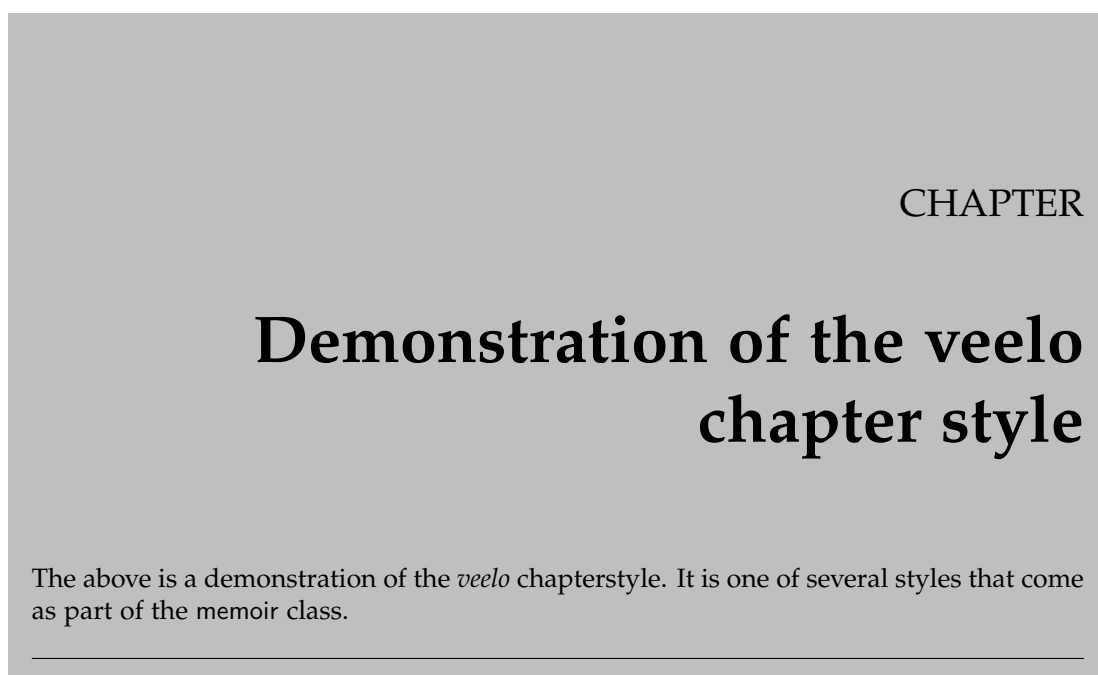 CHAPTER
Demonstration of the veelo
chapter style
The above is a demonstration of the veelo chapterstyle. It is one of several styles that come
as part of the memoir class.